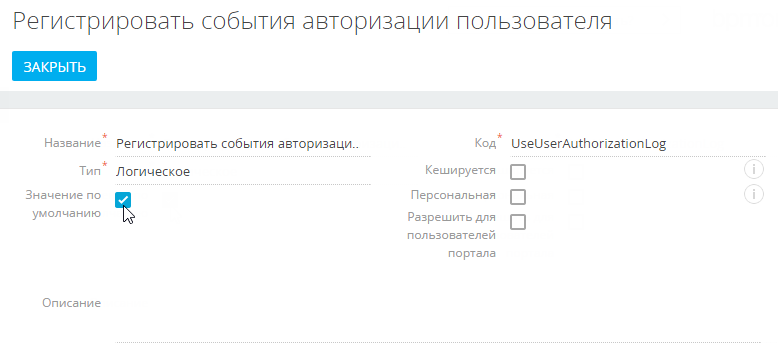 Регистрировать события авторизации пользователя
ЗАКРЫТЬ
Название* Регистрировать события авторизаци..
Тип* Логическое
Значение по
умолчанию
Код* UseUserAuthorizationLog
Кешируется
i
Персональная
i
Разрешить для
пользователей
портала
Описание